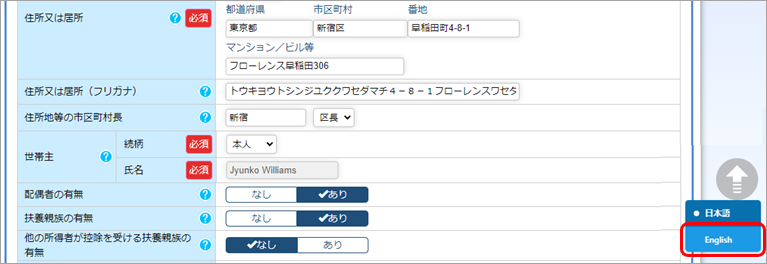 都道府県 市区町村 番地
住所又は居所 ? 必須 東京都 新宿区 早稲田町4-8-1
マンション／ビル等
フローレンス早稲田306
住所又は居所（フリガナ） ? トウキョウトシンジュククワセダマチ４－８－１フローレンスワセダ
住所地等の市区町村長 ? 新宿 区長
世帯主 ? 続柄 必須 本人
氏名 必須 Jyunko Williams
配偶者の有無 ? なし ✔あり
扶養親族の有無 ? なし ✔あり
他の所得者が控除を受ける扶養親族の
有無 ? ✔なし あり
日本語
English